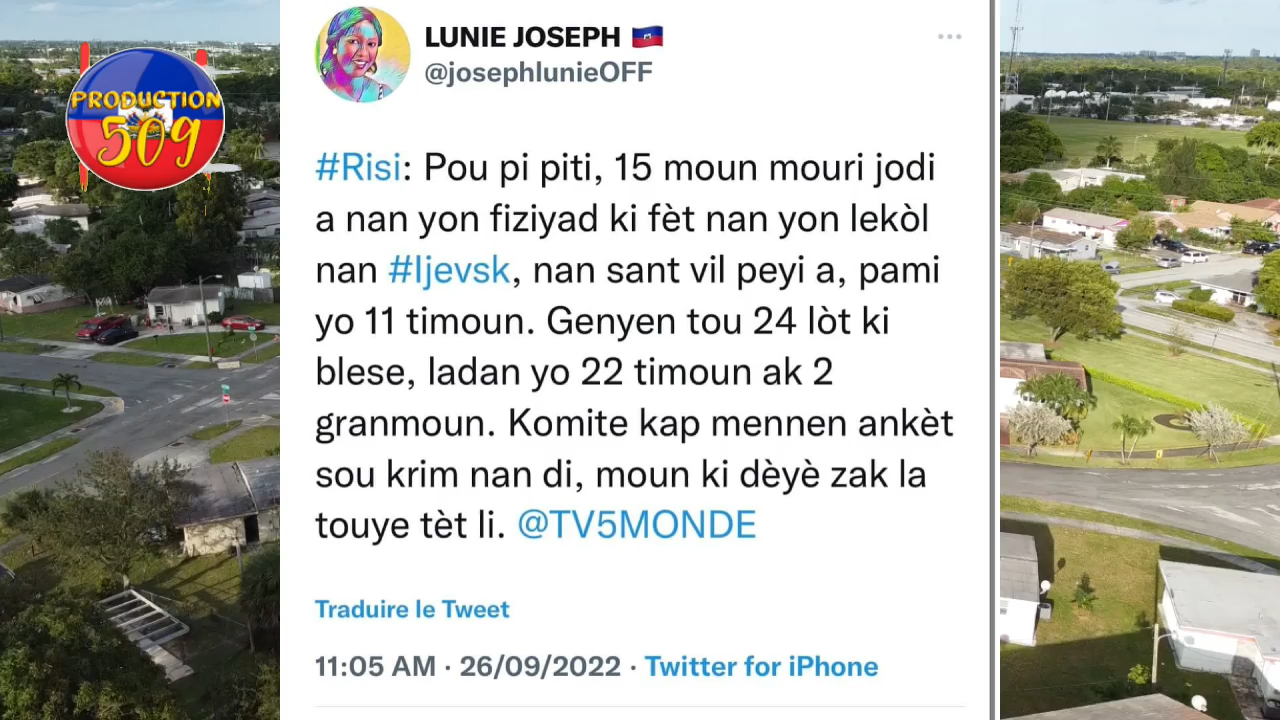 PRODUCTION
509
LUNIE JOSEPH
@josephlunieOFF
#Risi: Pou pi piti, 15 moun mouri jodi
a nan yon fiziyad ki fèt nan yon lekòl
nan #Ijevsk, nan sant vil peyi a, pami
yo 11 timoun. Genyen tou 24 lòt ki
blese, ladan yo 22 timoun ak 2
granmoun. Komite kap mennen ankèt
sou krim nan di, moun ki dèyè zak la
touye tèt li. @TV5MONDE
Traduire le Tweet
11:05 AM · 26/09/2022 · Twitter for iPhone